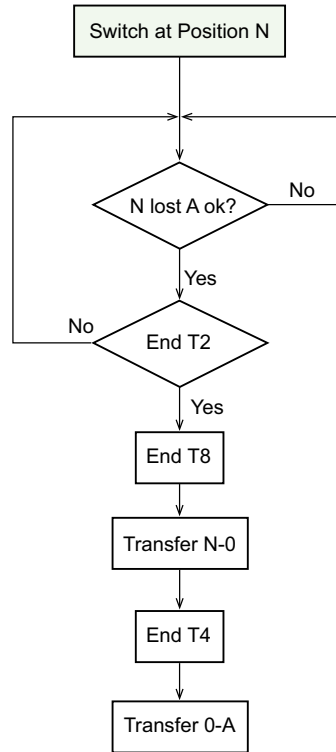 Switch at Position N
N lost A ok?
No
Yes
No
End T2
Yes
End T8
Transfer N-0
End T4
Transfer 0-A